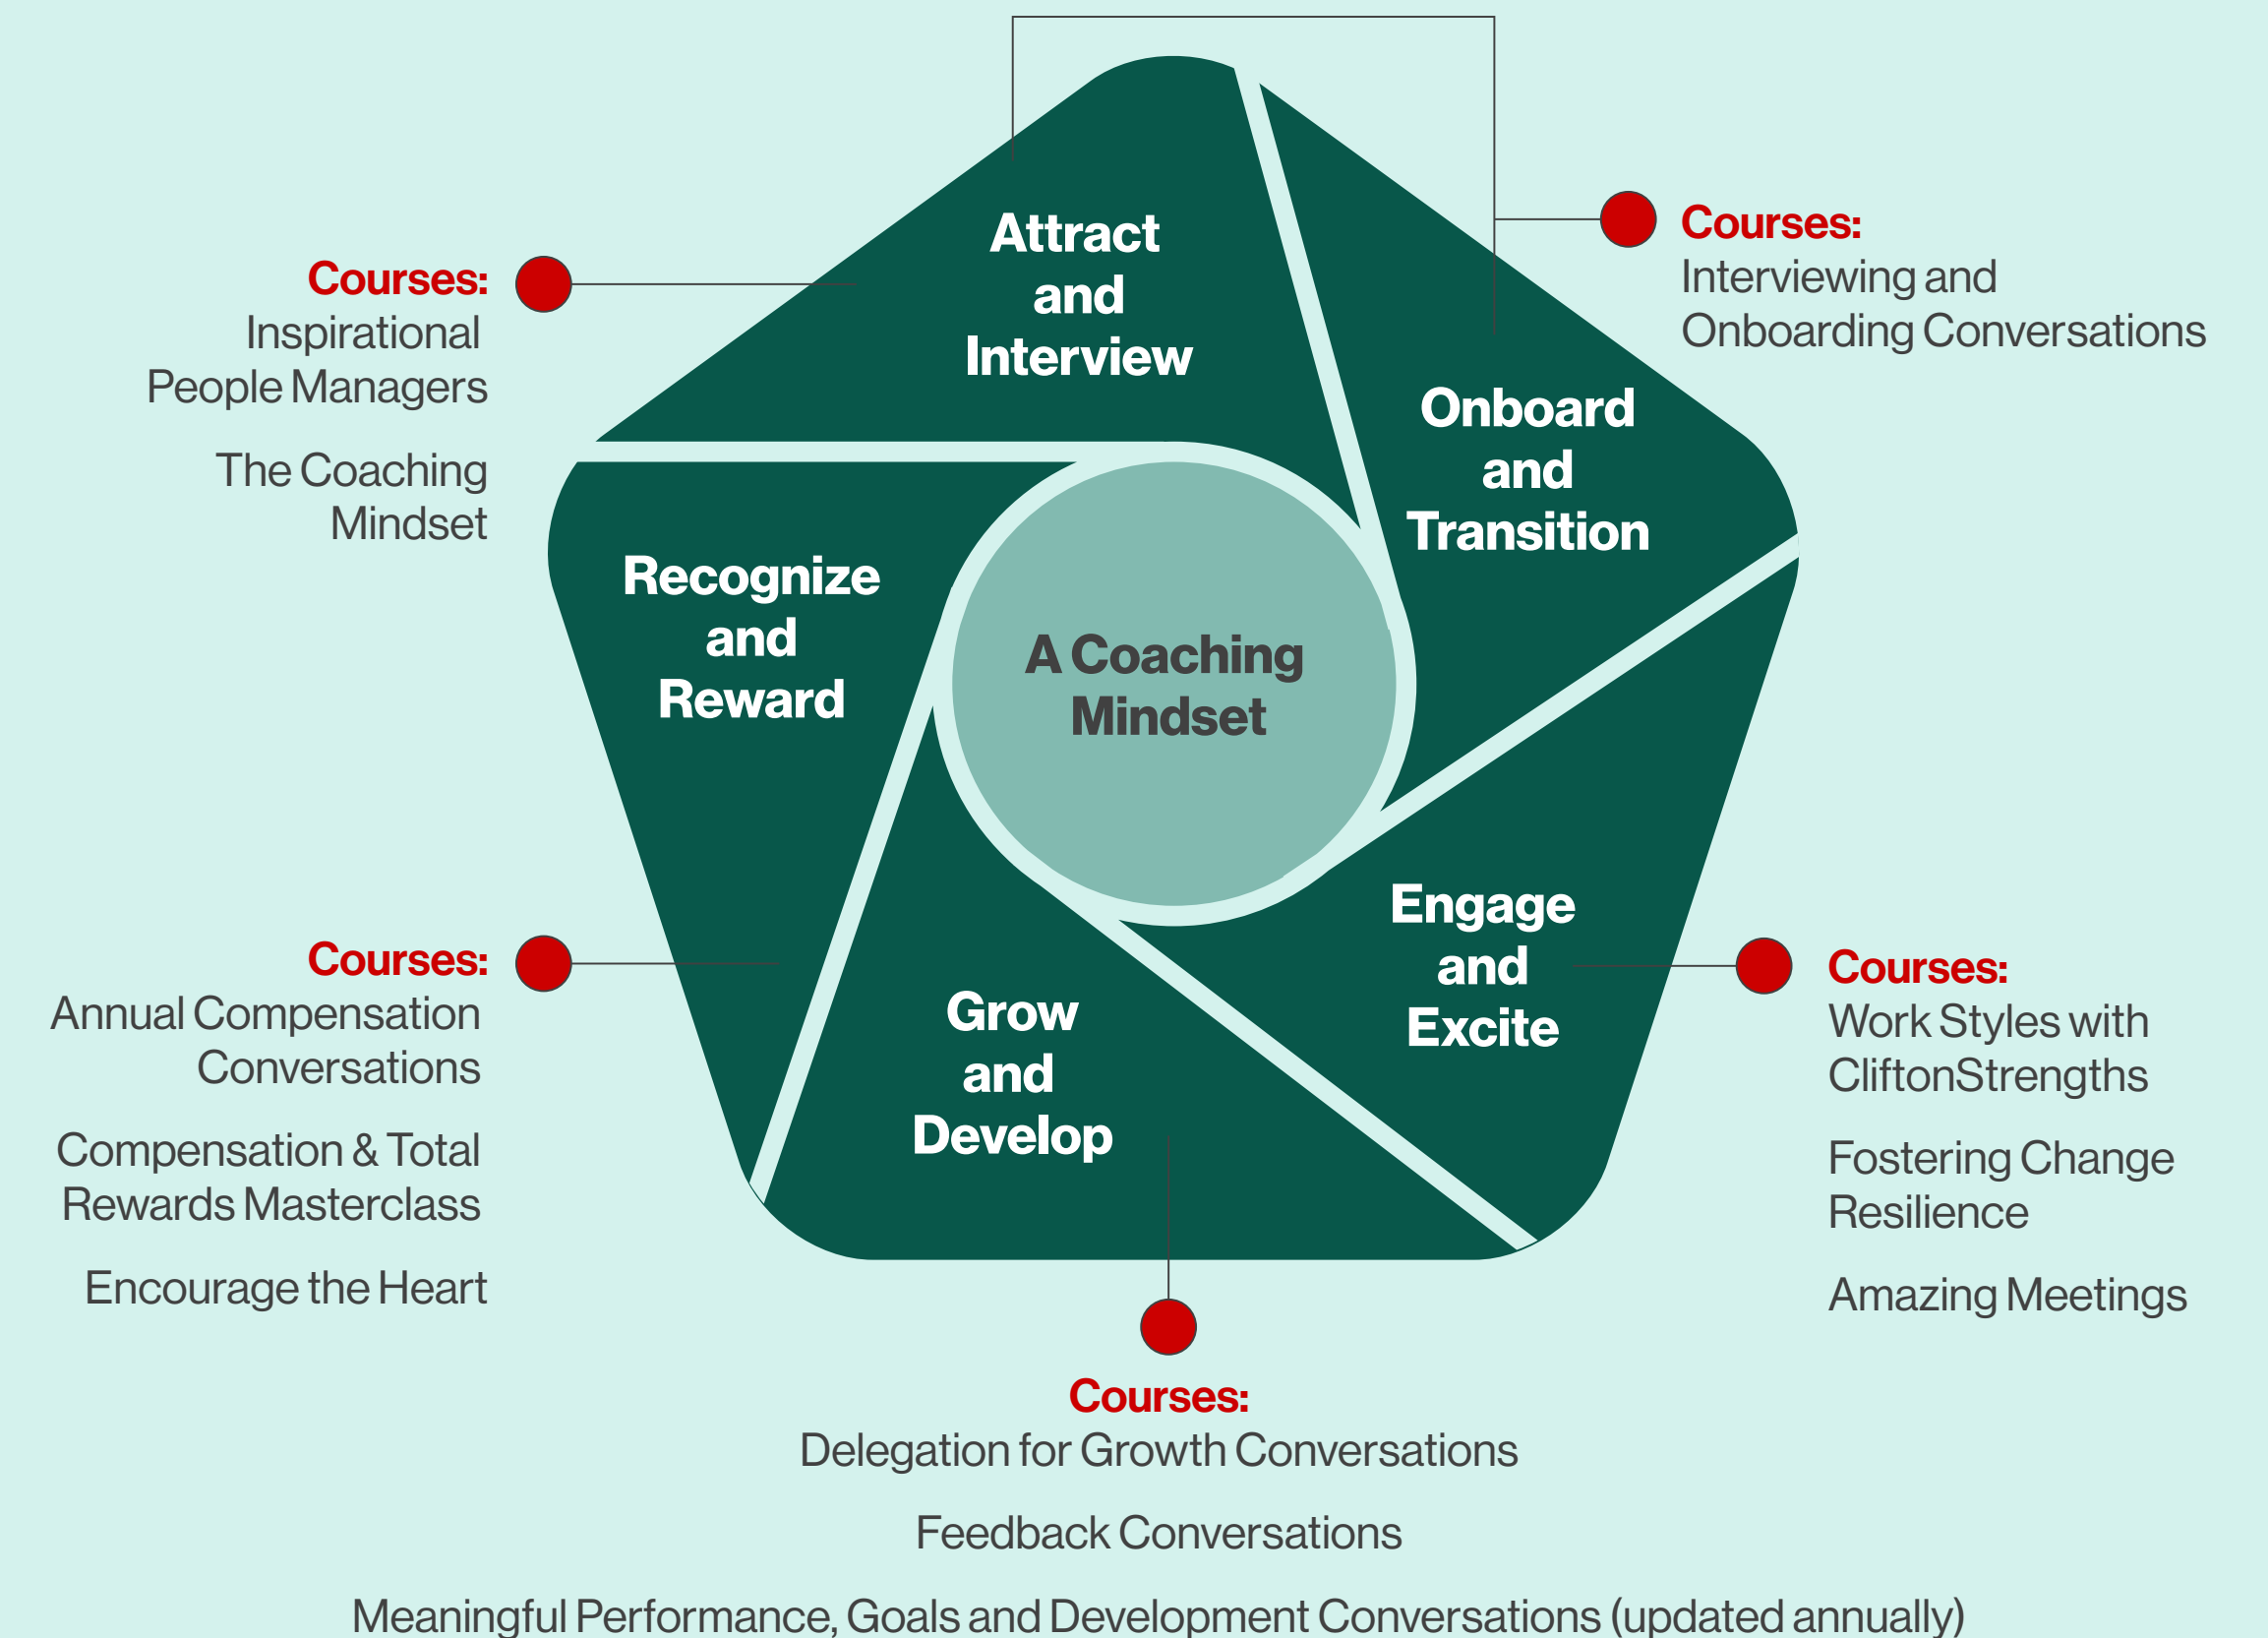 Attract
and
Interview
Onboard
and
Transition
Engage
and
Excite
Grow
and
Develop
Recognize
and
Reward
A Coaching
Mindset
Courses:
Inspirational
People Managers
The Coaching
Mindset
Courses:
Interviewing and
Onboarding Conversations
Courses:
Work Styles with
CliftonStrengths
Fostering Change
Resilience
Amazing Meetings
Courses:
Delegation for Growth Conversations
Feedback Conversations
Meaningful Performance, Goals and Development Conversations (updated annually)
Courses:
Annual Compensation
Conversations
Compensation & Total
Rewards Masterclass
Encourage the Heart